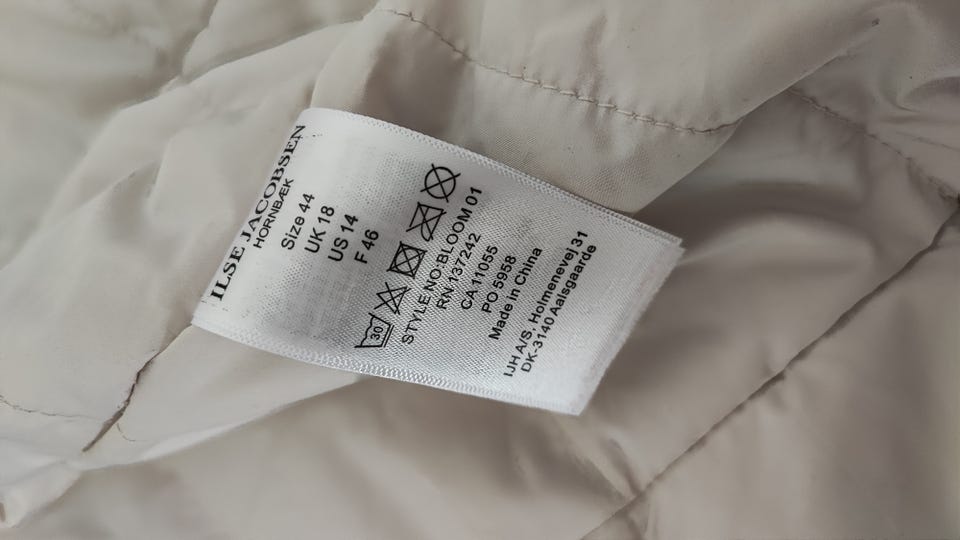 ILSE JACOBSEN
HORNBÆK
Size 44
UK 18
US 14
F 46
30
STYLE.NO:BLOOM 01
RN 137242
CA 11055
PO 5958
Made in China
IJH A/S, Holmenevej 31
DK-3140 Aalsgaarde